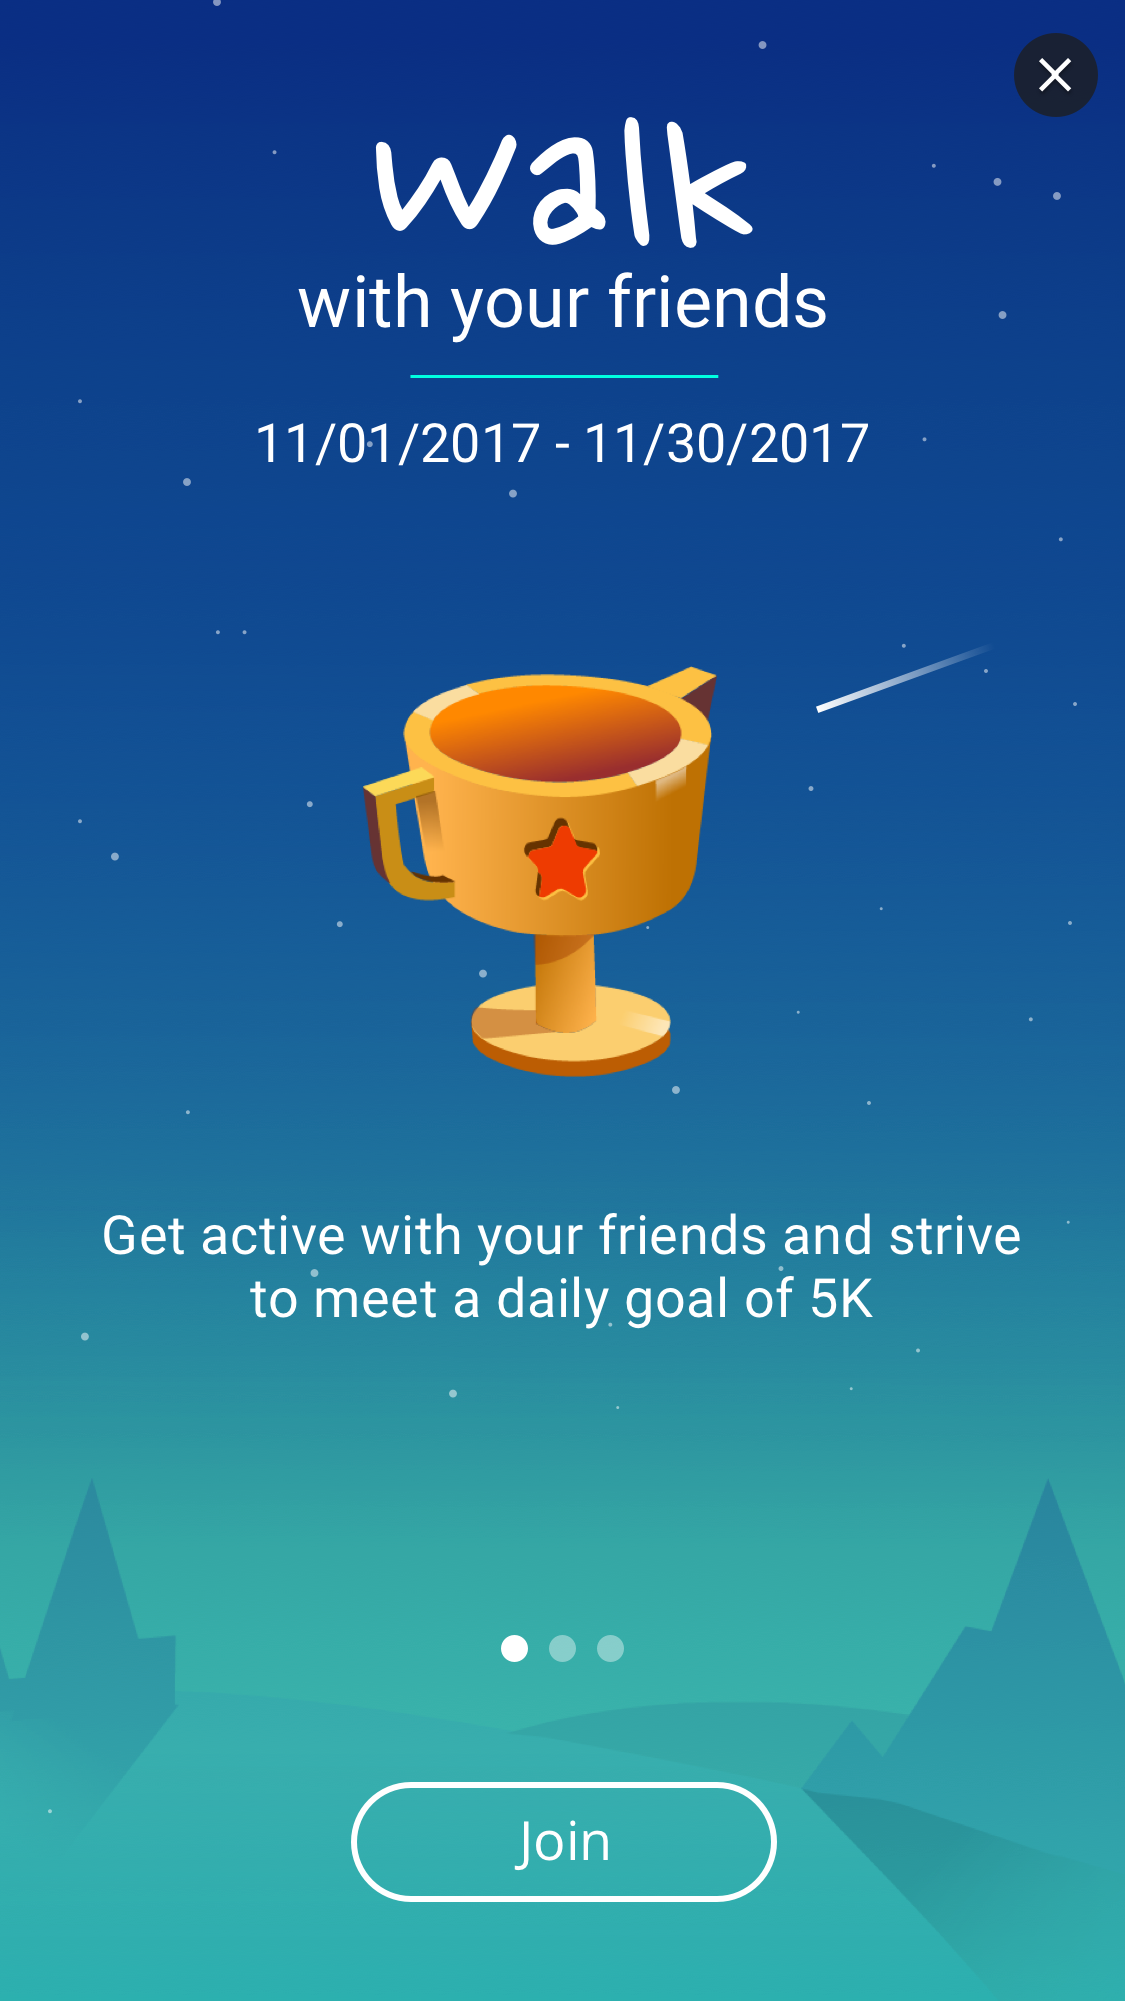 walk
with your friends
11/01/2017 - 11/30/2017
Get active with your friends and strive
to meet a daily goal of 5K
Join